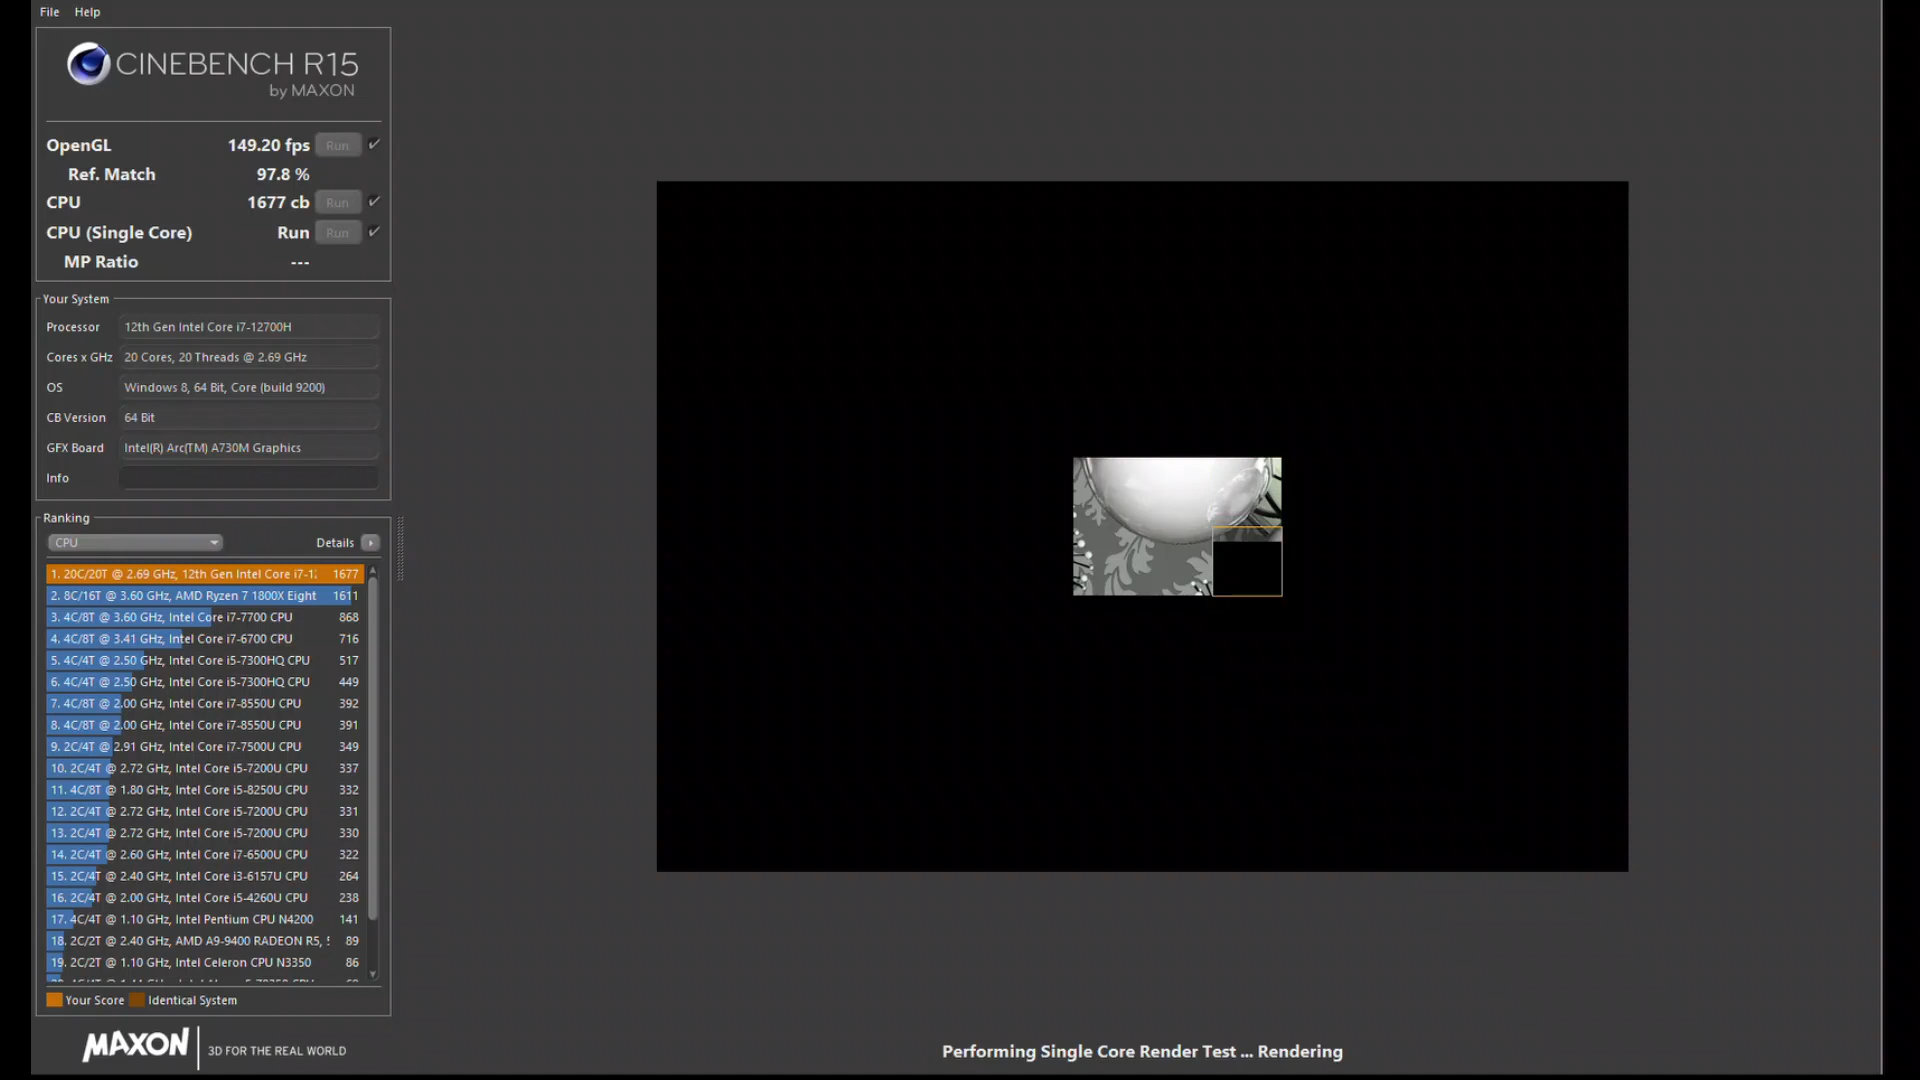 File Help
CINEBENCH R15
by MAXON
OpenGL 149.20 fps Run
Ref. Match 97.8 %
CPU 1677 cb Run
CPU (Single Core) Run Run
MP Ratio ---
Your System
Processor 12th Gen Intel Core i7-12700H
Cores x GHz 20 Cores, 20 Threads @ 2.69 GHz
OS Windows 8, 64 Bit, Core (build 9200)
CB Version 64 Bit
GFX Board Intel(R) Arc(TM) A730M Graphics
Info
Ranking
CPU Details
1. 20C/20T @ 2.69 GHz, 12th Gen Intel Core i7-1 1677
2. 8C/16T @ 3.60 GHz, AMD Ryzen 7 1800X Eight 1611
3. 4C/8T @ 3.60 GHz, Intel Core i7-7700 CPU 868
4. 4C/8T @ 3.41 GHz, Intel Core i7-6700 CPU 716
5. 4C/4T @ 2.50 GHz, Intel Core i5-7300HQ CPU 517
6. 4C/4T @ 2.50 GHz, Intel Core i5-7300HQ CPU 449
7. 4C/8T @ 2.00 GHz, Intel Core i7-8550U CPU 392
8. 4C/8T @ 2.00 GHz, Intel Core i7-8550U CPU 391
9. 2C/4T @ 2.91 GHz, Intel Core i7-7500U CPU 349
10. 2C/4T @ 2.72 GHz, Intel Core i5-7200U CPU 337
11. 4C/8T @ 1.80 GHz, Intel Core i5-8250U CPU 332
12. 2C/4T @ 2.72 GHz, Intel Core i5-7200U CPU 331
13. 2C/4T @ 2.72 GHz, Intel Core i5-7200U CPU 330
14. 2C/4T @ 2.60 GHz, Intel Core i7-6500U CPU 322
15. 2C/4T @ 2.40 GHz, Intel Core i3-6157U CPU 264
16. 2C/4T @ 2.00 GHz, Intel Core i5-4260U CPU 238
17. 4C/4T @ 1.10 GHz, Intel Pentium CPU N4200 141
18. 2C/2T @ 2.40 GHz, AMD A9-9400 RADEON R5, 89
19. 2C/2T @ 1.10 GHz, Intel Celeron CPU N3350 86
Your Score Identical System
MAXON 3D FOR THE REAL WORLD
Performing Single Core Render Test ... Rendering